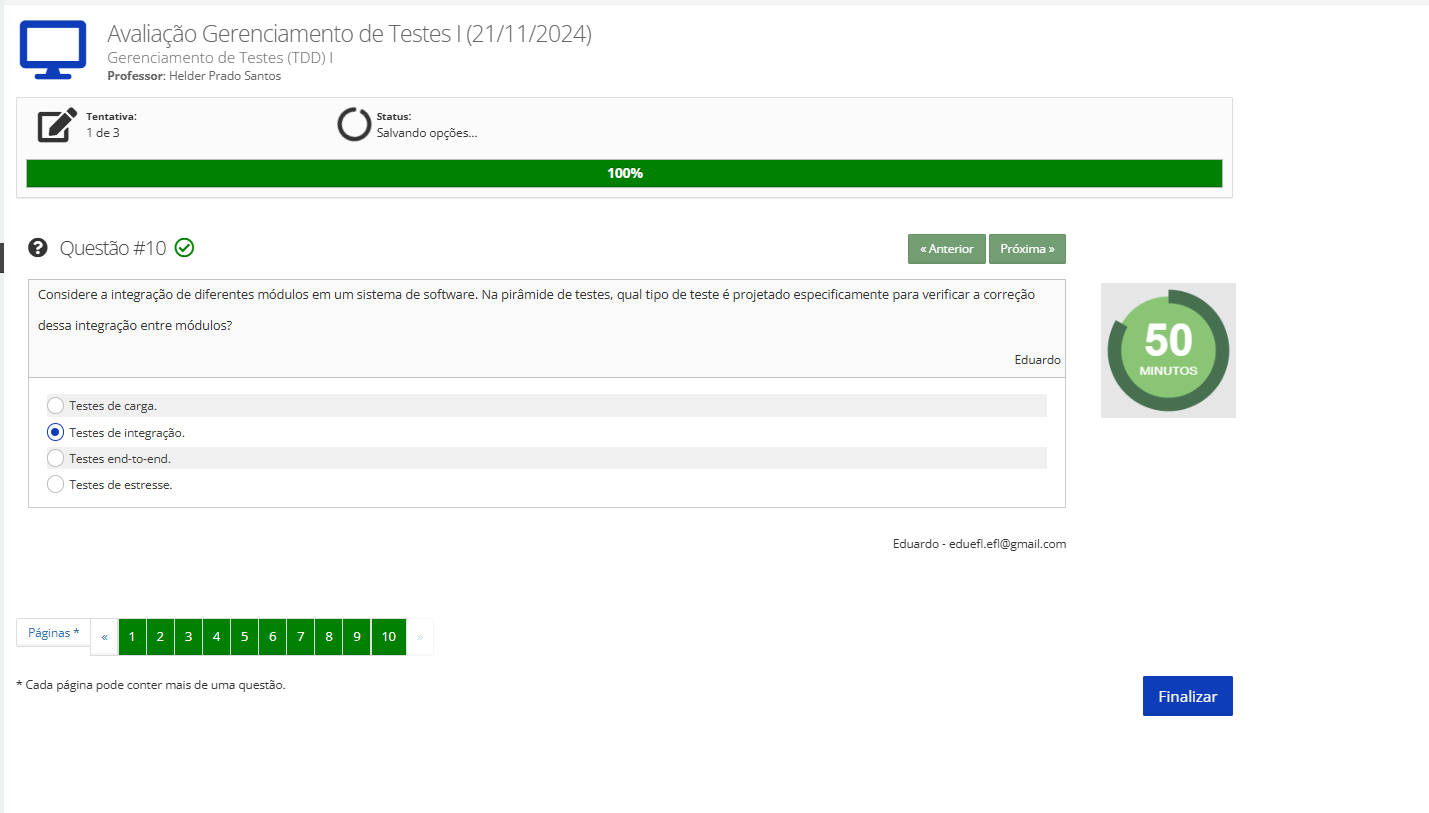 Avaliação Gerenciamento de Testes I (21/11/2024)
Gerenciamento de Testes (TDD) I
Professor: Helder Prado Santos
Tentativa:
1 de 3
Status:
Salvando opções...
100%
Questão #10
« Anterior
Próxima »
Considere a integração de diferentes módulos em um sistema de software. Na pirâmide de testes, qual tipo de teste é projetado especificamente para verificar a correção
dessa integração entre módulos?
Eduardo
50
MINUTOS
Testes de carga.
Testes de integração.
Testes end-to-end.
Testes de estresse.
Eduardo - eduefl.efl@gmail.com
Páginas * « 1 2 3 4 5 6 7 8 9 10 »
* Cada página pode conter mais de uma questão.
Finalizar